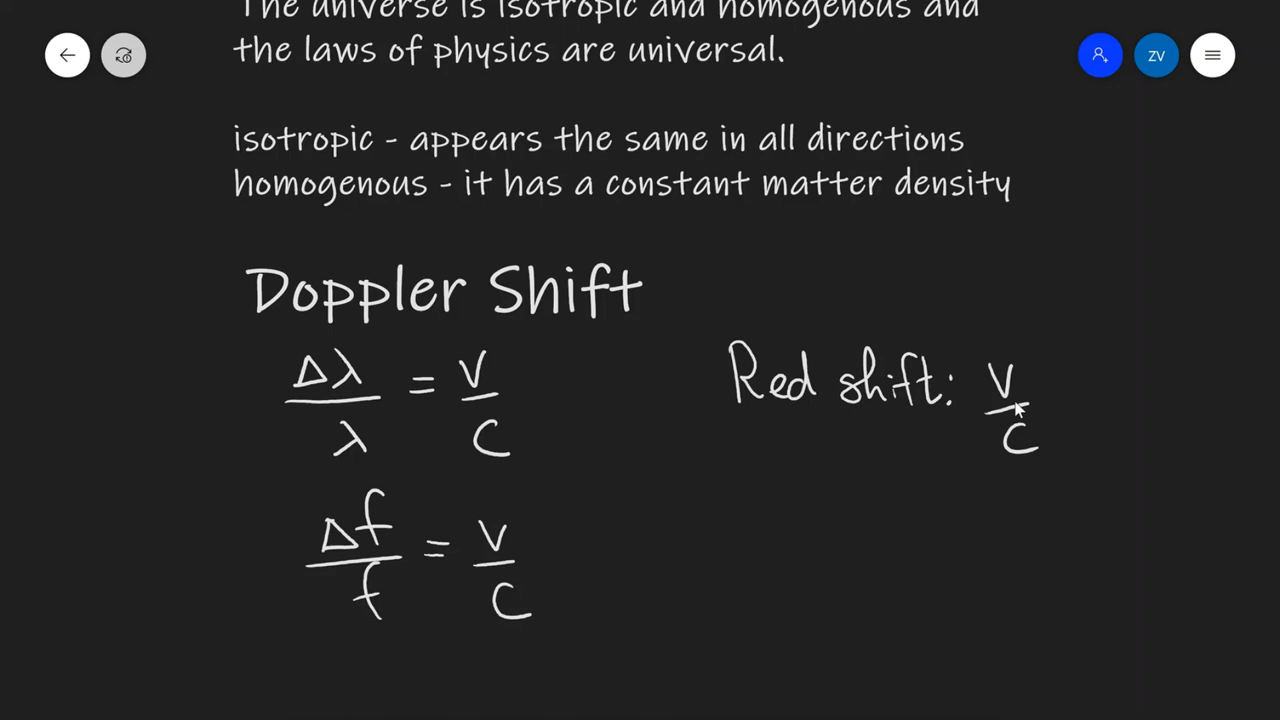 The universe is isotropic and homogenous and
the laws of physics are universal.
ZV
isotropic - appears the same in all directions
homogenous - it has a constant matter density
Doppler Shift
Δλ/λ = v/c
Red shift: v/c
Δf/f = v/c